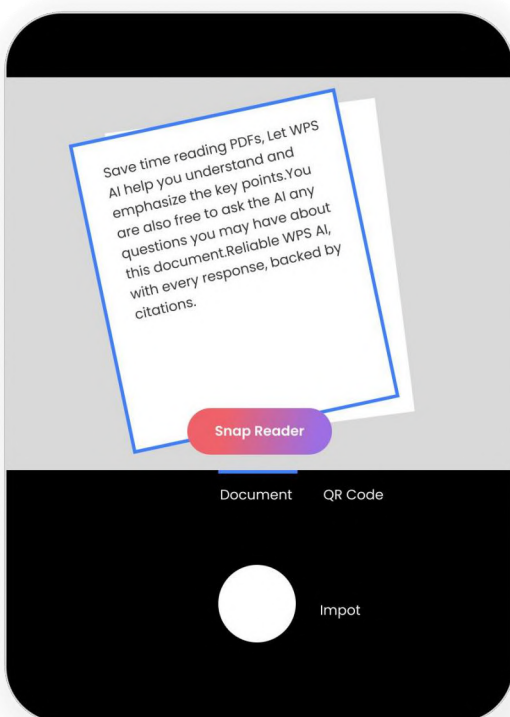 Save time reading PDFs, Let WPS
AI help you understand and
emphasize the key points.You
are also free to ask the AI any
questions you may have about
this document.Reliable WPS AI,
with every response, backed by
citations.
Snap Reader
Document
QR Code
Impot